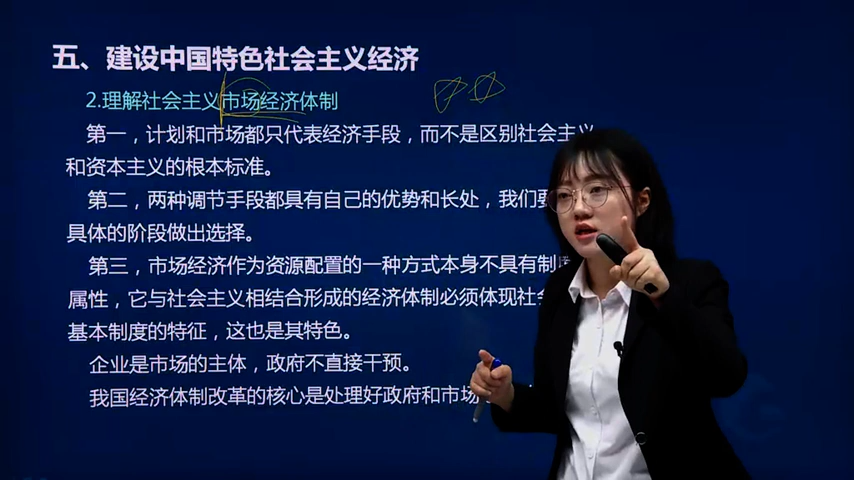 五、建设中国特色社会主义经济
2.理解社会主义市场经济体制
第一，计划和市场都只代表经济手段，而不是区别社会主义
和资本主义的根本标准。
第二，两种调节手段都具有自己的优势和长处，我们要
具体的阶段做出选择。
第三，市场经济作为资源配置的一种方式本身不具有制
属性，它与社会主义相结合形成的经济体制必须体现社
基本制度的特征，这也是其特色。
企业是市场的主体，政府不直接干预。
我国经济体制改革的核心是处理好政府和市场